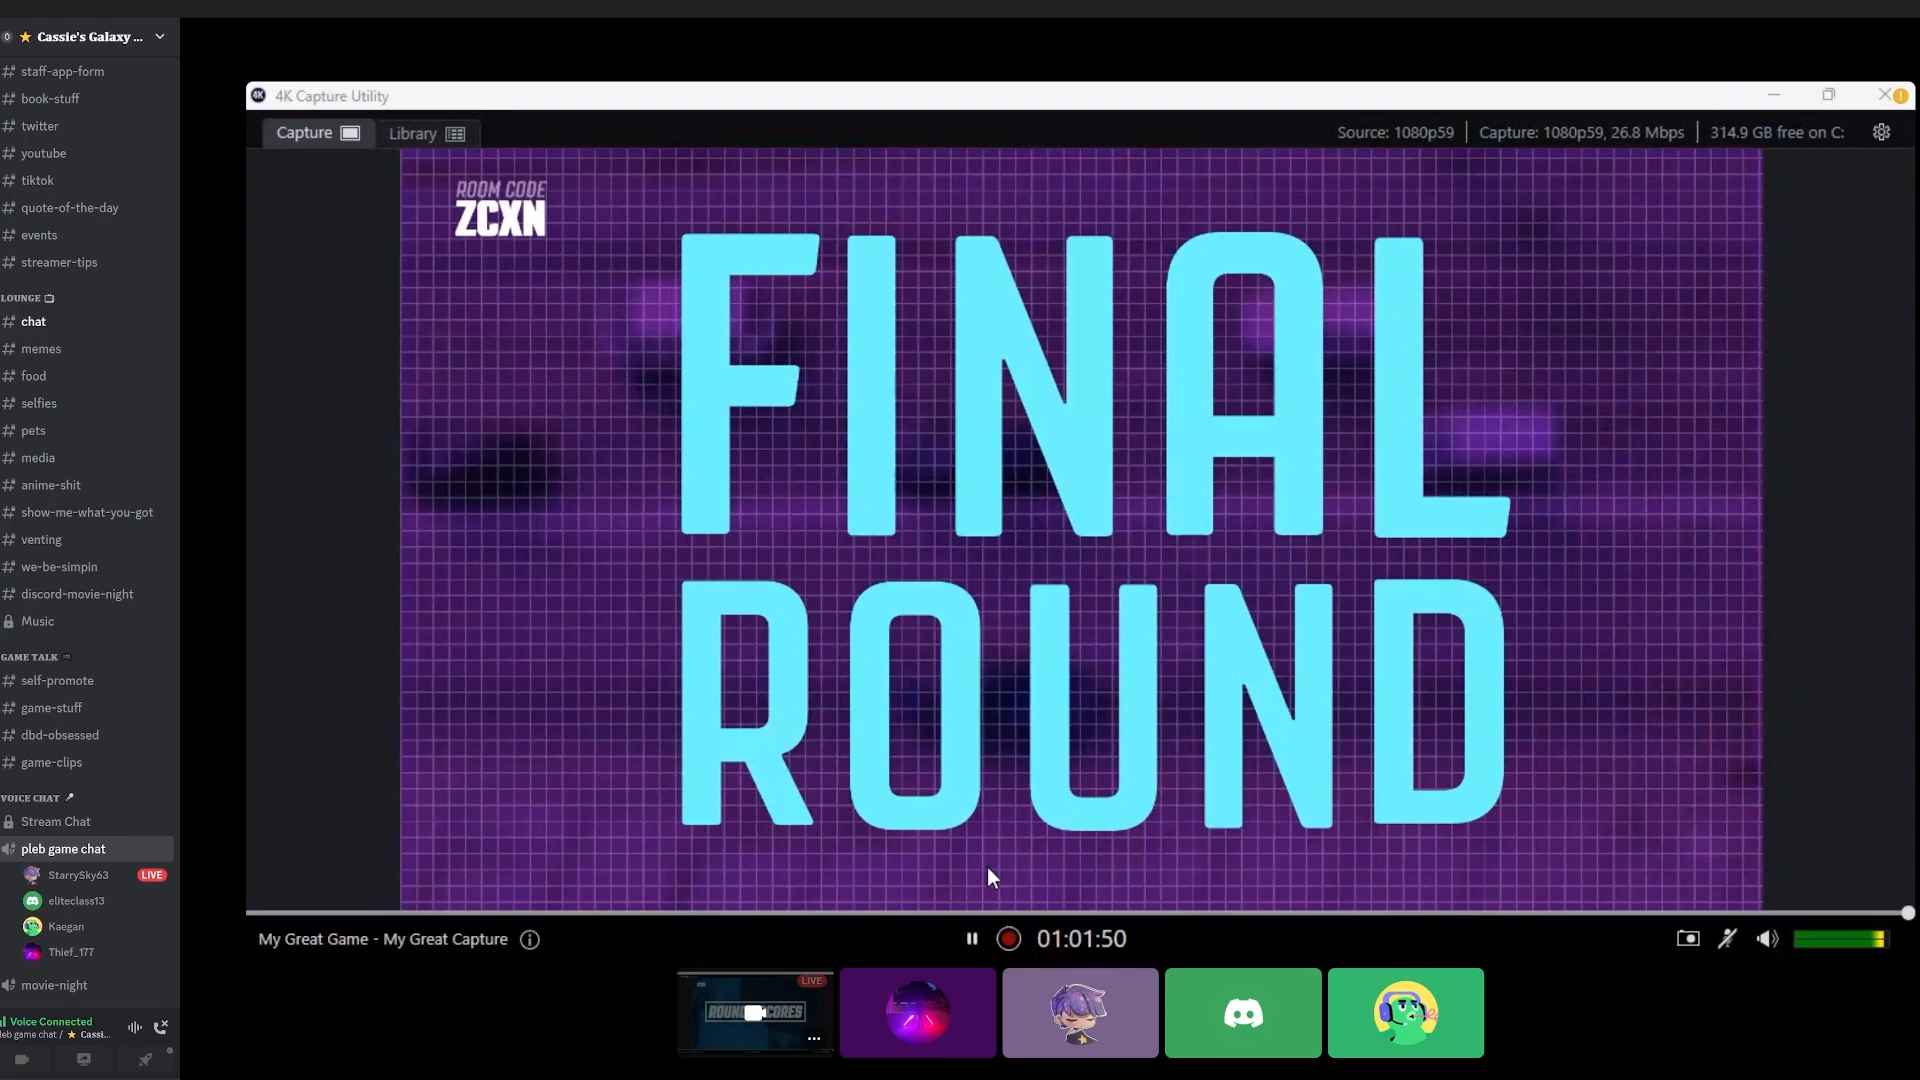 Cassie's Galaxy ...
staff-app-form
book-stuff
twitter
youtube
tiktok
quote-of-the-day
events
streamer-tips
LOUNGE
chat
memes
food
selfies
pets
media
anime-shit
show-me-what-you-got
venting
we-be-simpin
discord-movie-night
Music
GAME TALK
self-promote
game-stuff
dbd-obsessed
game-clips
VOICE CHAT
Stream Chat
pleb game chat
StarrySky63 LIVE
eliteclass13
Kaegan
Thief_177
movie-night
Voice Connected
leb game chat / Cassi...
4K Capture Utility
Capture Library Source: 1080p59 Capture: 1080p59, 26.8 Mbps 314.9 GB free on C:
ROOM CODE
ZCXN
FINAL
ROUND
My Great Game - My Great Capture 01:01:50
LIVE